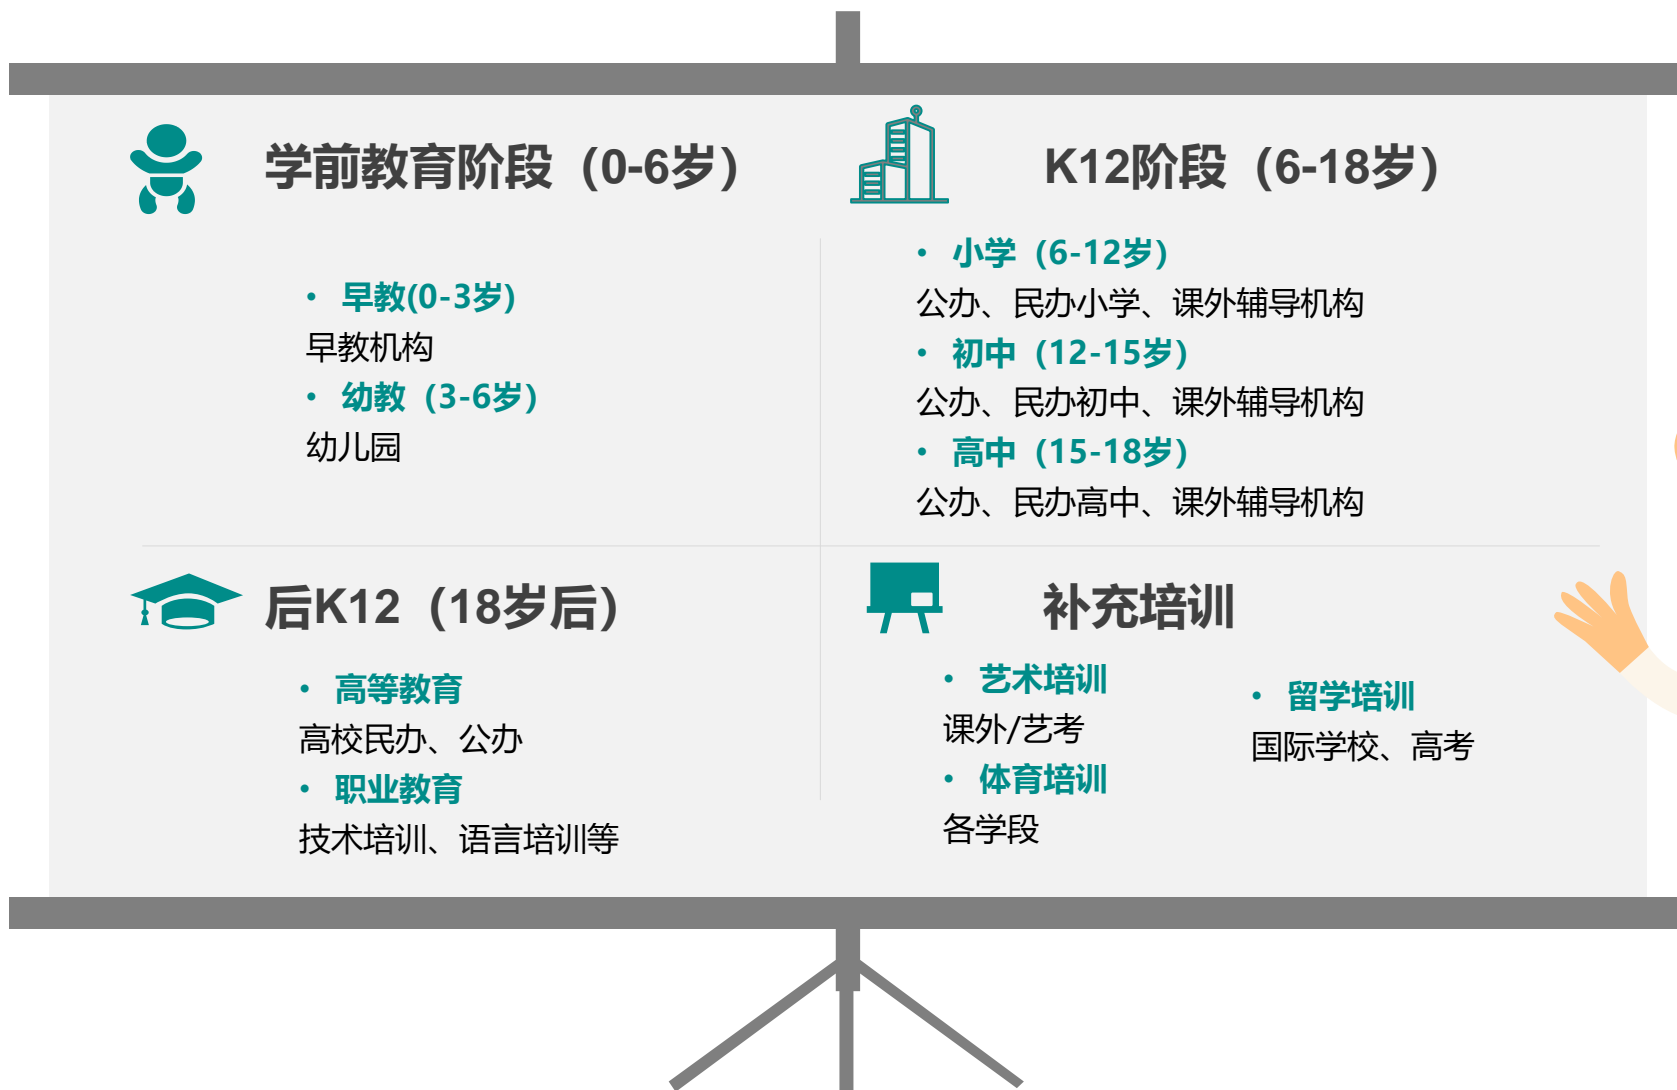 学前教育阶段（0-6岁）
• 早教(0-3岁)
早教机构
• 幼教（3-6岁）
幼儿园
K12阶段（6-18岁）
• 小学（6-12岁）
公办、民办小学、课外辅导机构
• 初中（12-15岁）
公办、民办初中、课外辅导机构
• 高中（15-18岁）
公办、民办高中、课外辅导机构
后K12（18岁后）
• 高等教育
高校民办、公办
• 职业教育
技术培训、语言培训等
补充培训
• 艺术培训
课外/艺考
• 体育培训
各学段
• 留学培训
国际学校、高考